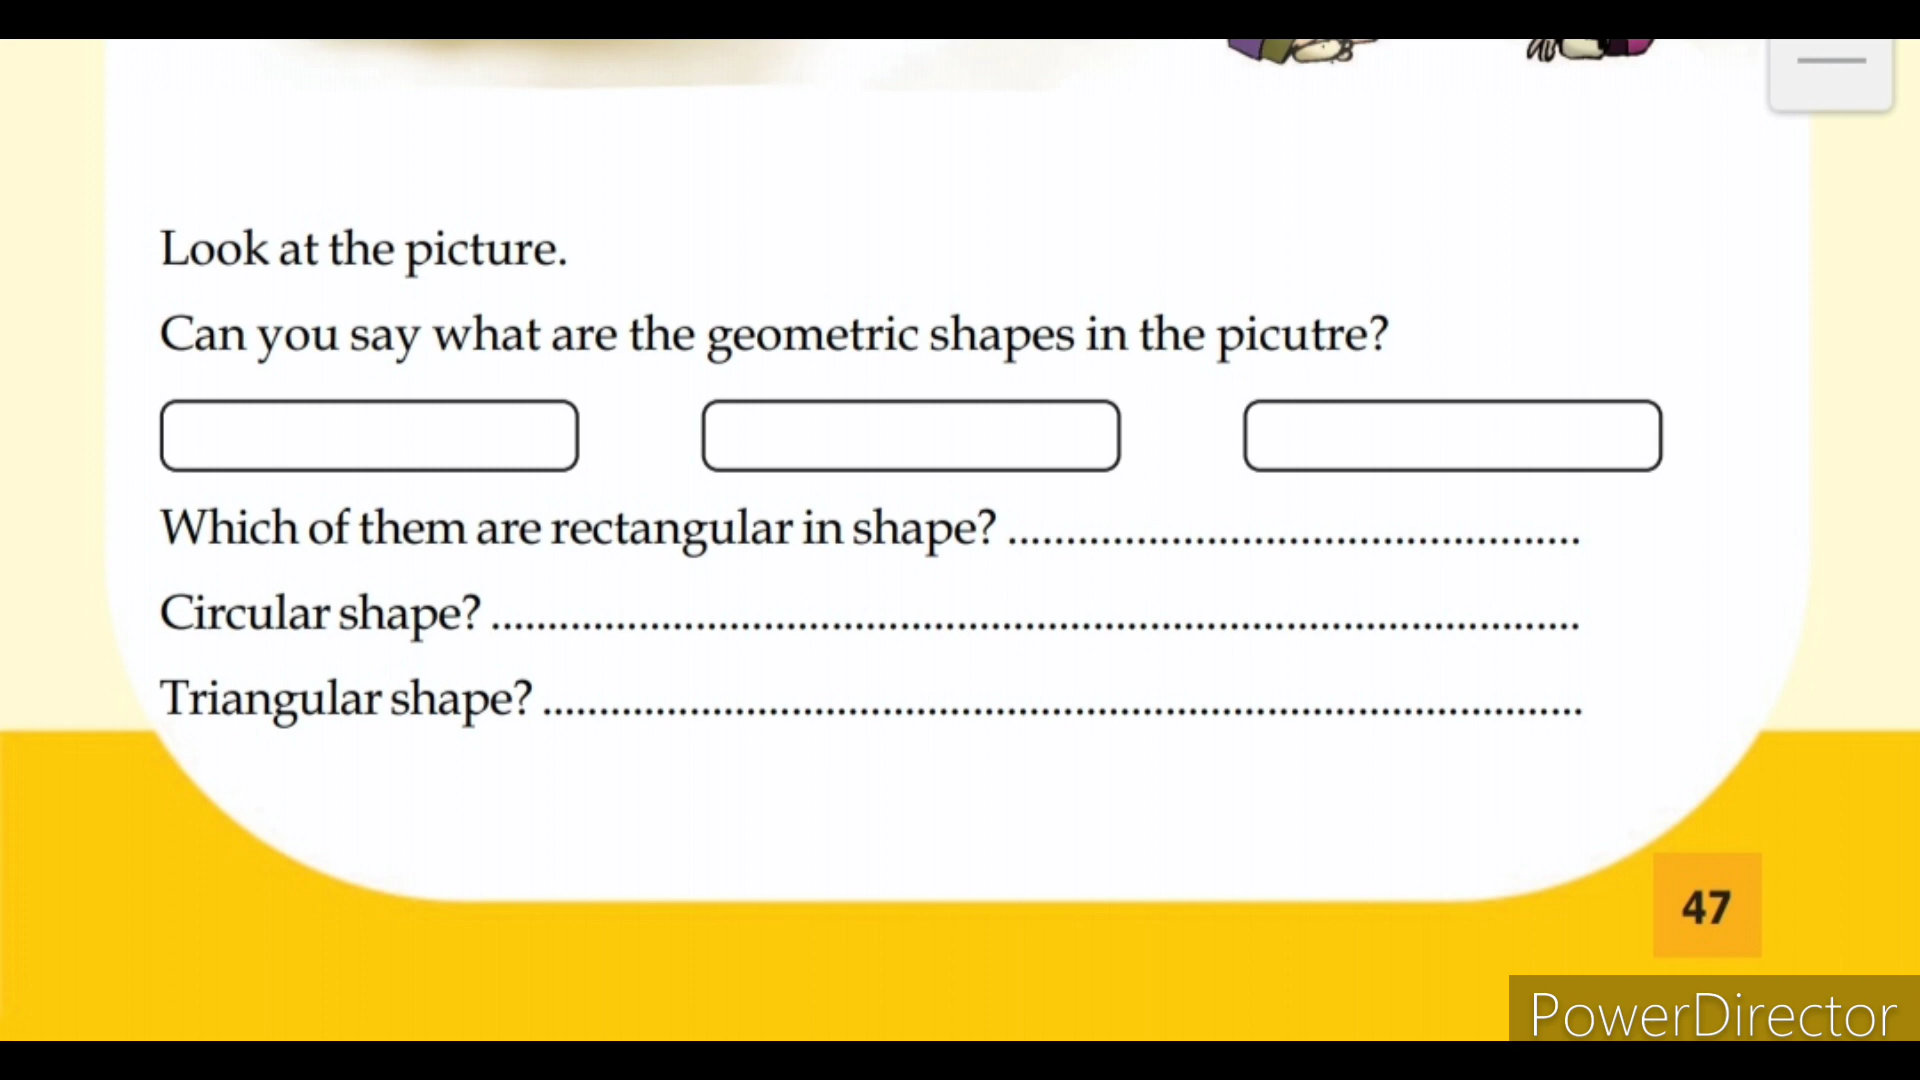 Look at the picture.
Can you say what are the geometric shapes in the picutre?
Which of them are rectangular in shape? ..................................................
Circular shape? ................................................................................................
Triangular shape? ............................................................................................
47
PowerDirector